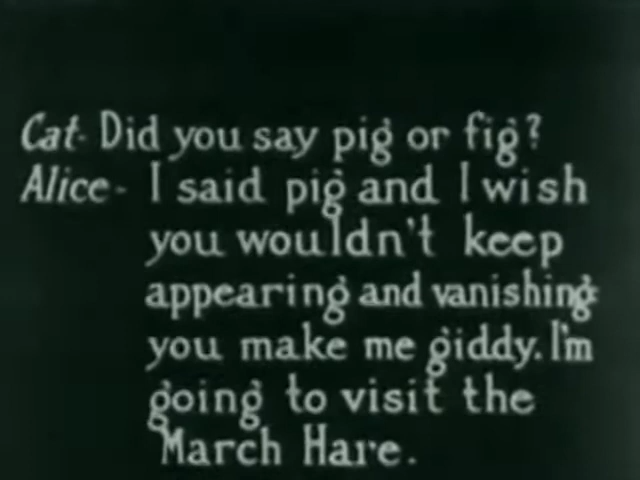 Cat- Did you say pig or fig?
Alice- I said pig and I wish
you wouldn't keep
appearing and vanishing
you make me giddy. I'm
going to visit the
March Hare.